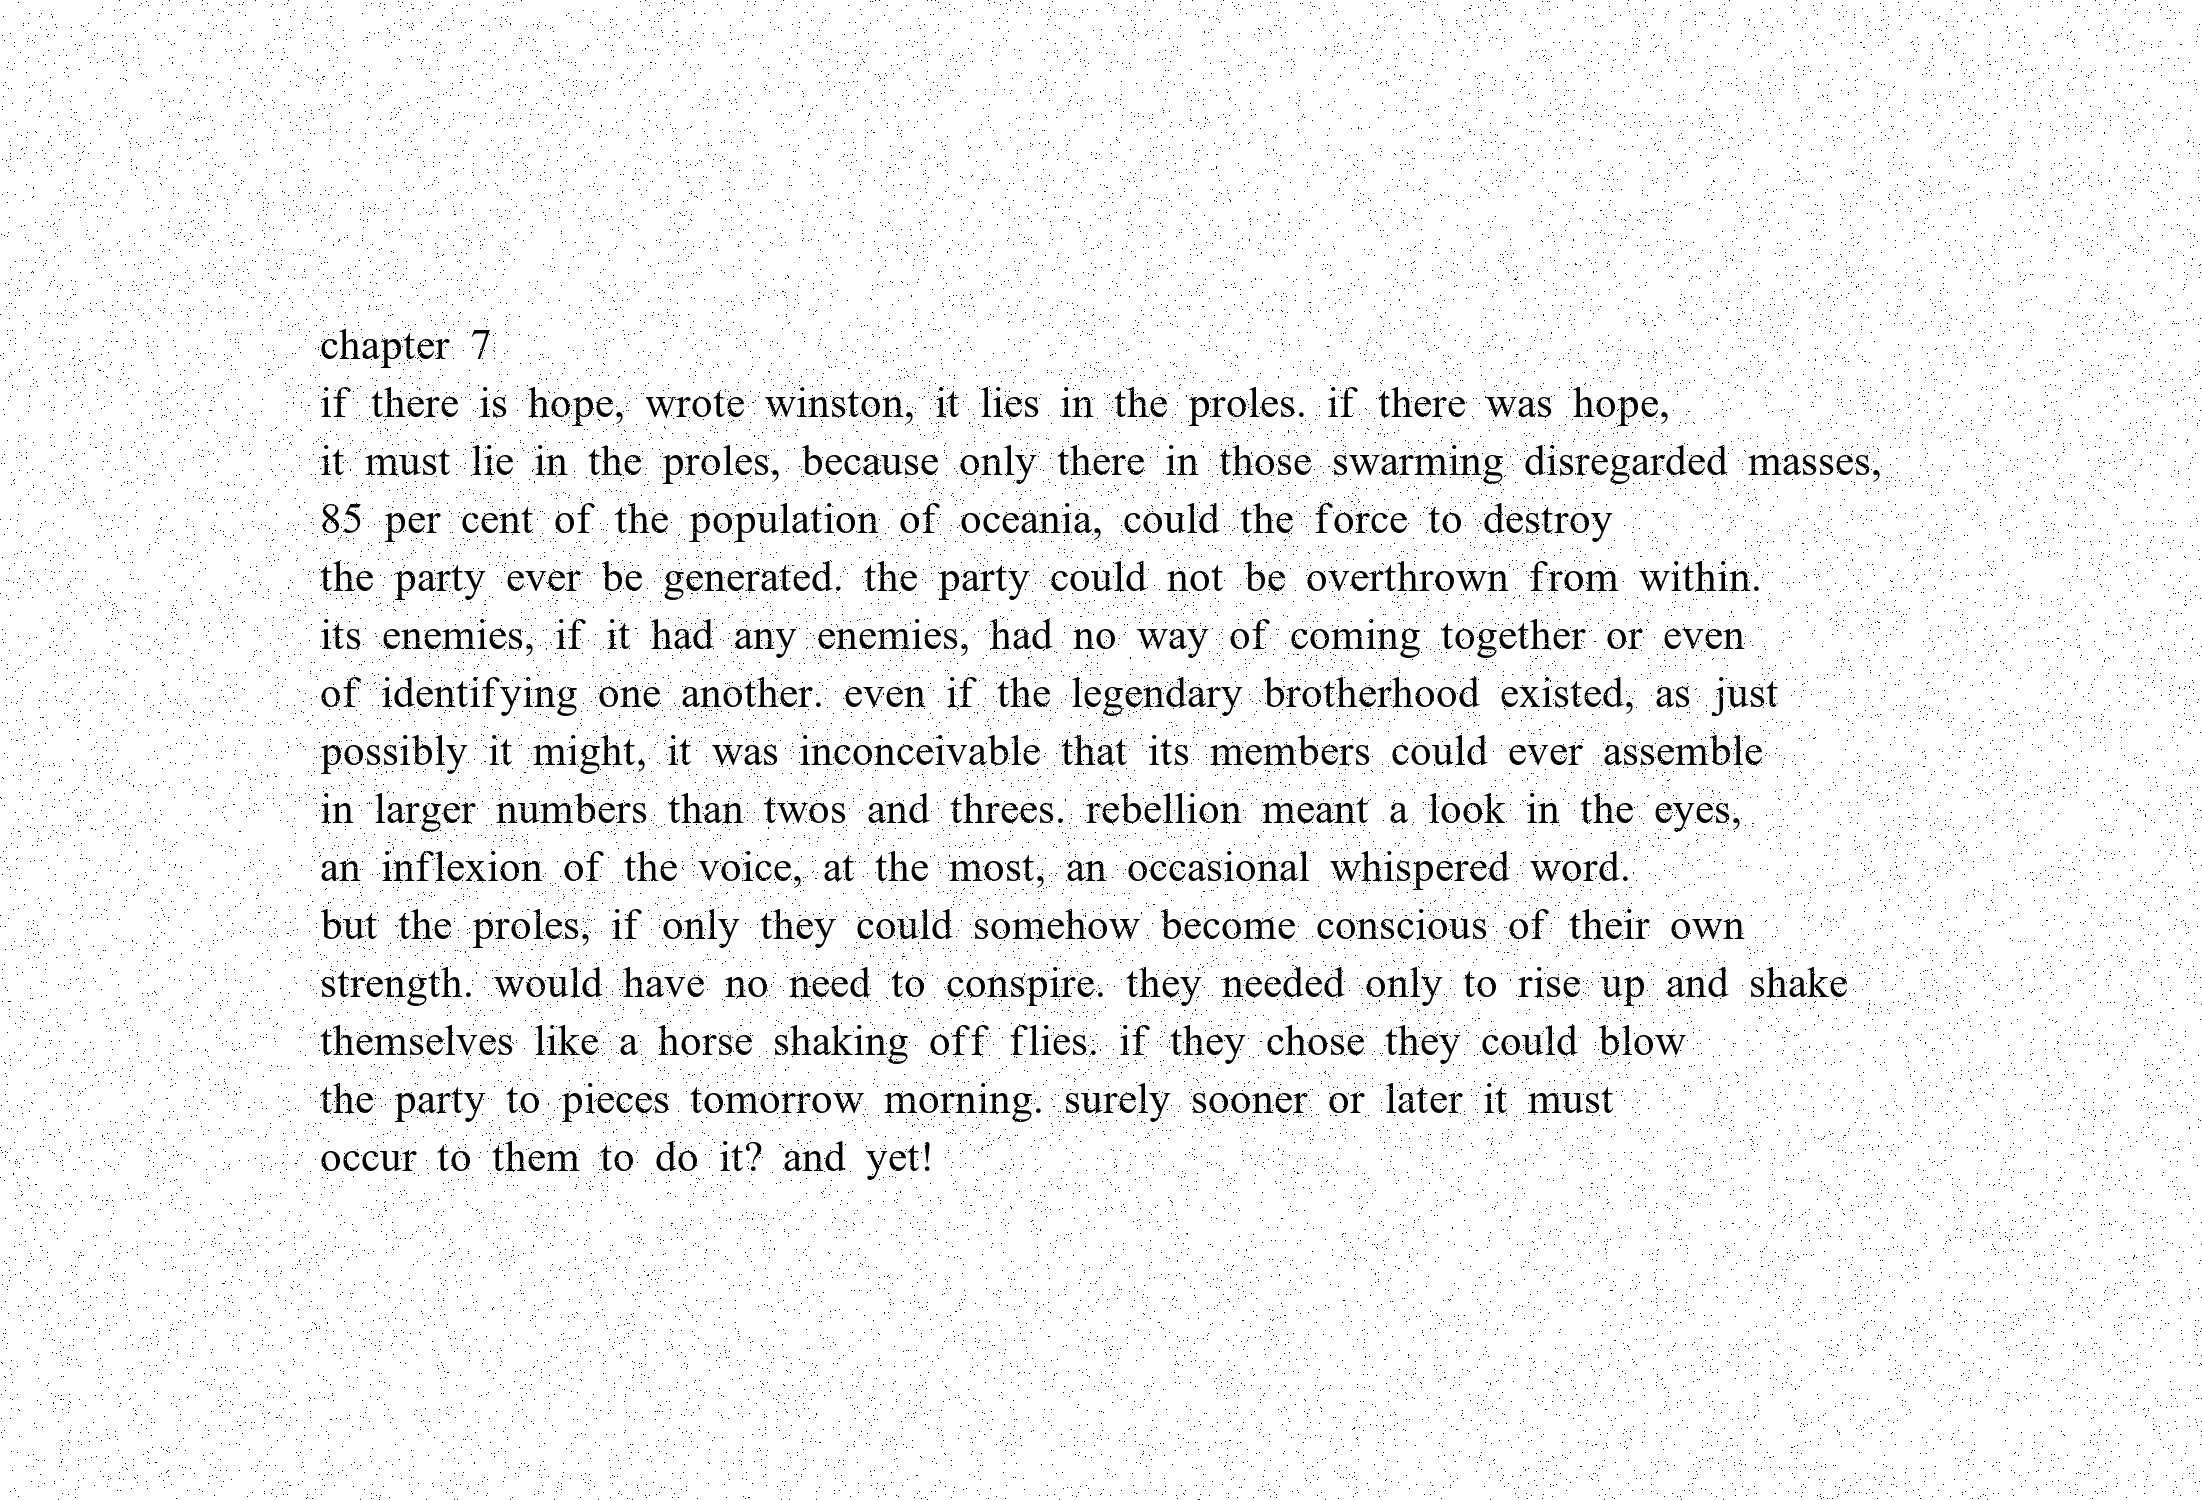 chapter 7
if there is hope, wrote winston, it lies in the proles. if there was hope,
it must lie in the proles, because only there in those swarming disregarded masses,
85 per cent of the population of oceania, could the force to destroy
the party ever be generated. the party could not be overthrown from within.
its enemies, if it had any enemies, had no way of coming together or even
of identifying one another. even if the legendary brotherhood existed, as just
possibly it might, it was inconceivable that its members could ever assemble
in larger numbers than twos and threes. rebellion meant a look in the eyes,
an inflexion of the voice, at the most, an occasional whispered word.
but the proles, if only they could somehow become conscious of their own
strength. would have no need to conspire. they needed only to rise up and shake
themselves like a horse shaking off flies. if they chose they could blow
the party to pieces tomorrow morning. surely sooner or later it must
occur to them to do it? and yet!